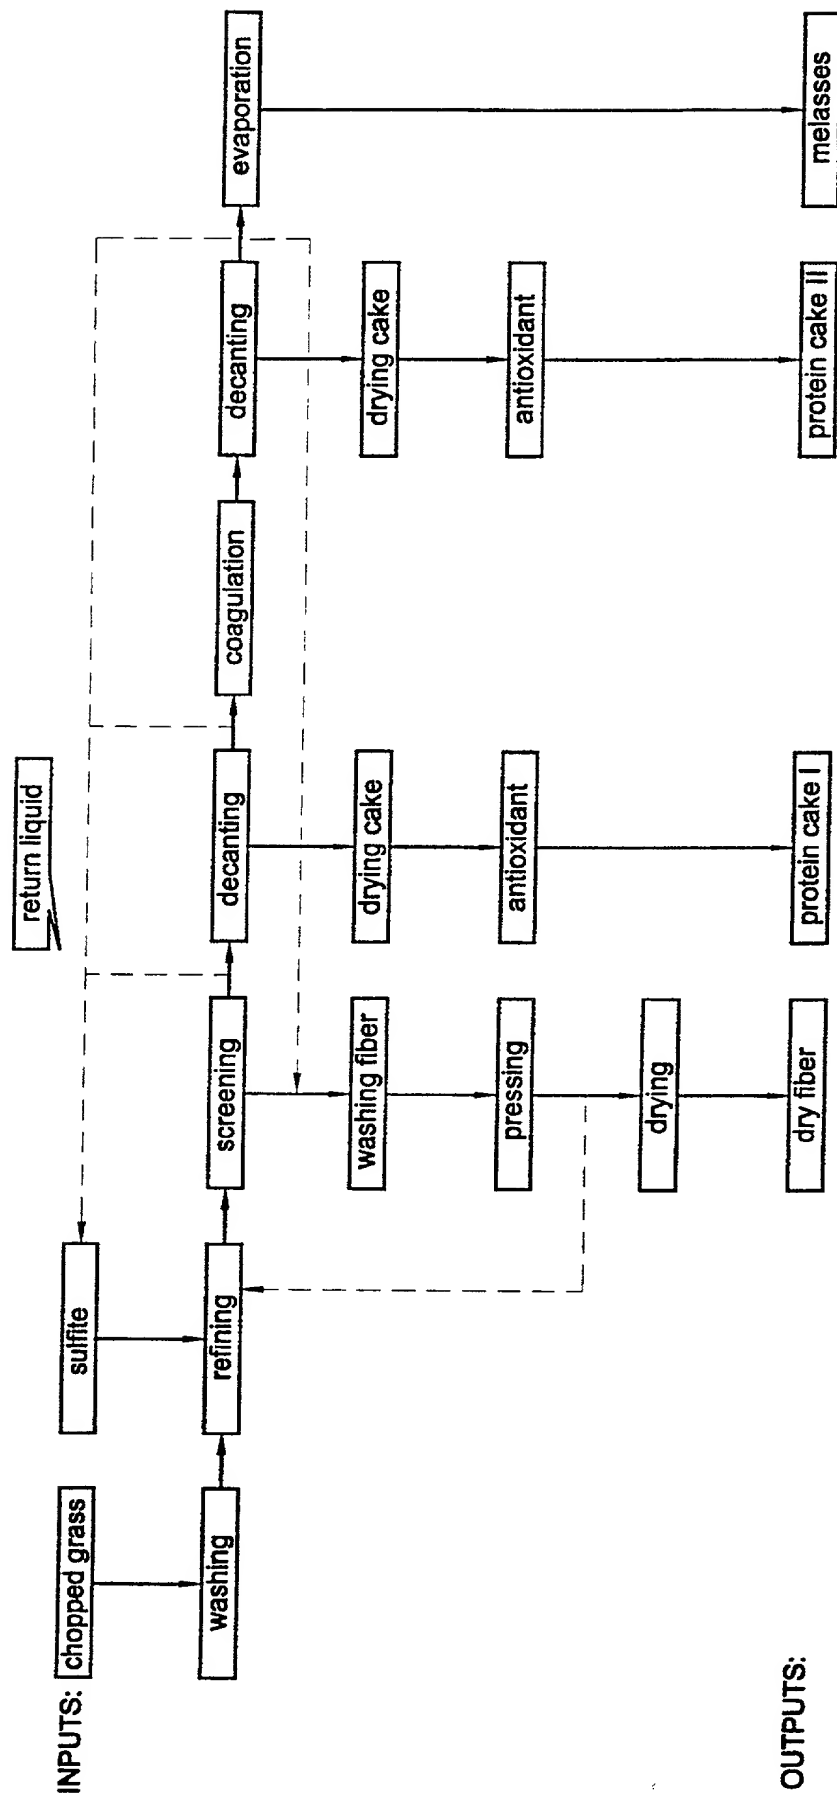 INPUTS:
chopped grass
sulfite
return liquid
washing
refining
screening
decanting
coagulation
decanting
evaporation
washing fiber
drying cake
drying cake
pressing
antioxidant
antioxidant
drying
OUTPUTS:
dry fiber
protein cake I
protein cake II
melasses